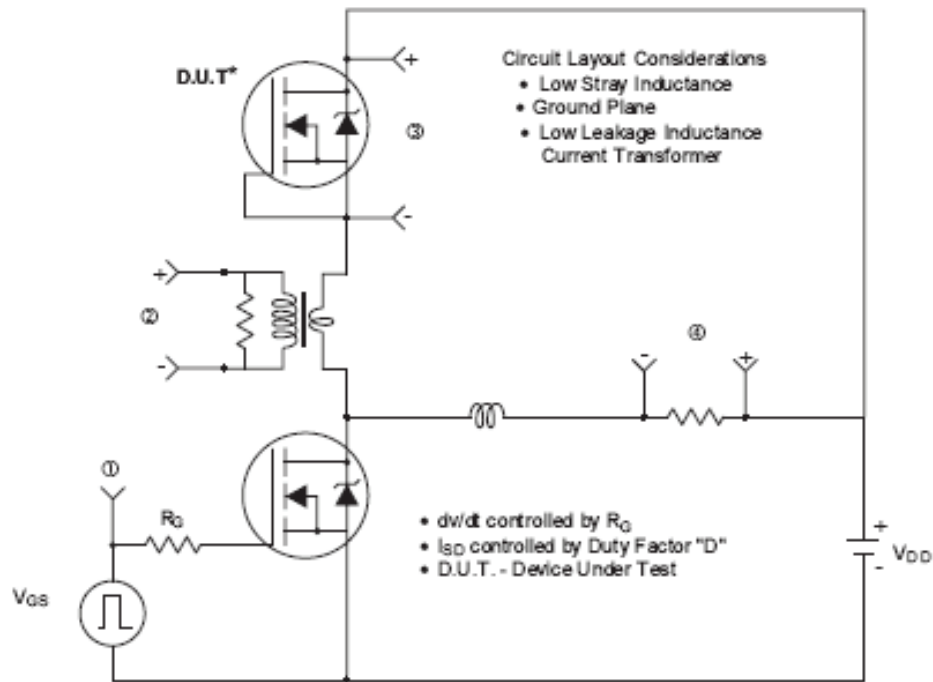 D.U.T*
+
③
-
Circuit Layout Considerations
• Low Stray Inductance
• Ground Plane
• Low Leakage Inductance
Current Transformer
+
②
-
④
- +
①
RG
VGS
• dv/dt controlled by RG
• ISD controlled by Duty Factor "D"
• D.U.T. - Device Under Test
+
VDD
-